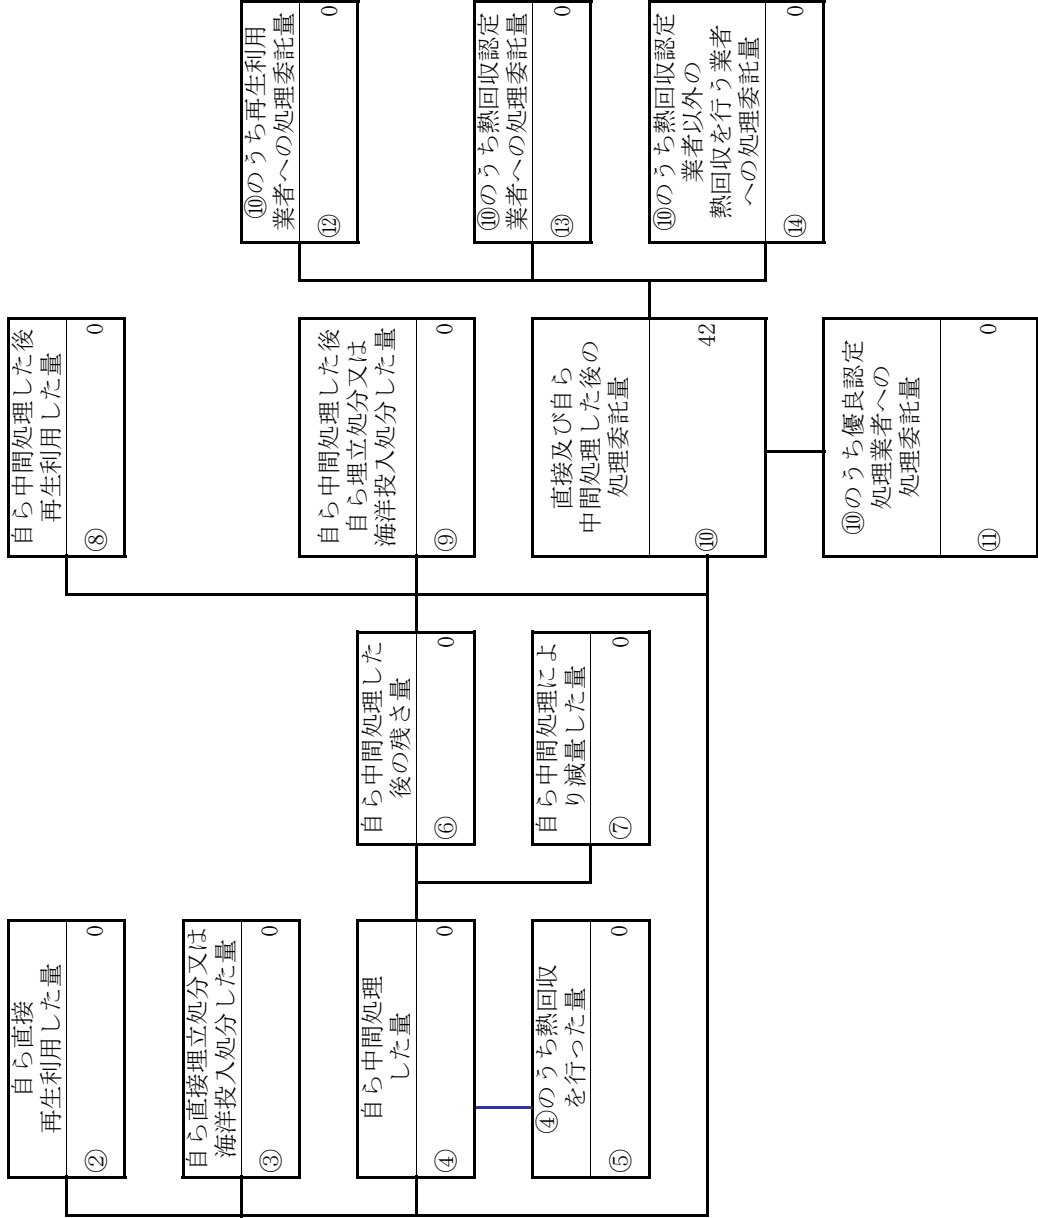 自ら直接
再生利用した量
②
0
自ら直接埋立処分又は
海洋投入処分した量
③
0
自ら中間処理
した量
④
0
④のうち熱回収
を行った量
⑤
0
自ら中間処理した
後の残さ量
⑥
0
自ら中間処理によ
り減量した量
⑦
0
自ら中間処理した後
再生利用した量
⑧
0
自ら中間処理した後
自ら埋立処分又は
海洋投入処分した量
⑨
0
直接及び自ら
中間処理した後の
処理委託量
⑩
42
⑩のうち優良認定
処理業者への
処理委託量
⑪
0
⑩のうち再生利用
業者への処理委託量
⑫
0
⑩のうち熱回収認定
業者への処理委託量
⑬
0
⑩のうち熱回収認定
業者以外の
熱回収を行う業者
への処理委託量
⑭
0